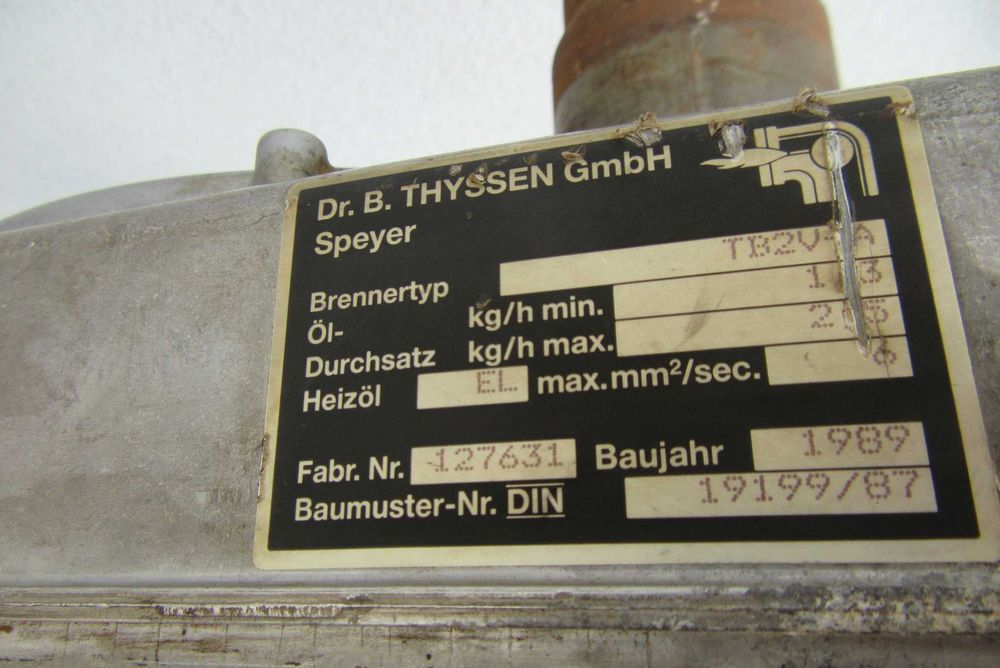 Dr. B. THYSSEN GmbH
Speyer
Brennertyp
Öl- kg/h min.
Durchsatz kg/h max.
Heizöl EL max.mm²/sec. 6
Fabr. Nr. 127631 Baujahr 1989
Baumuster-Nr. DIN 19199/87